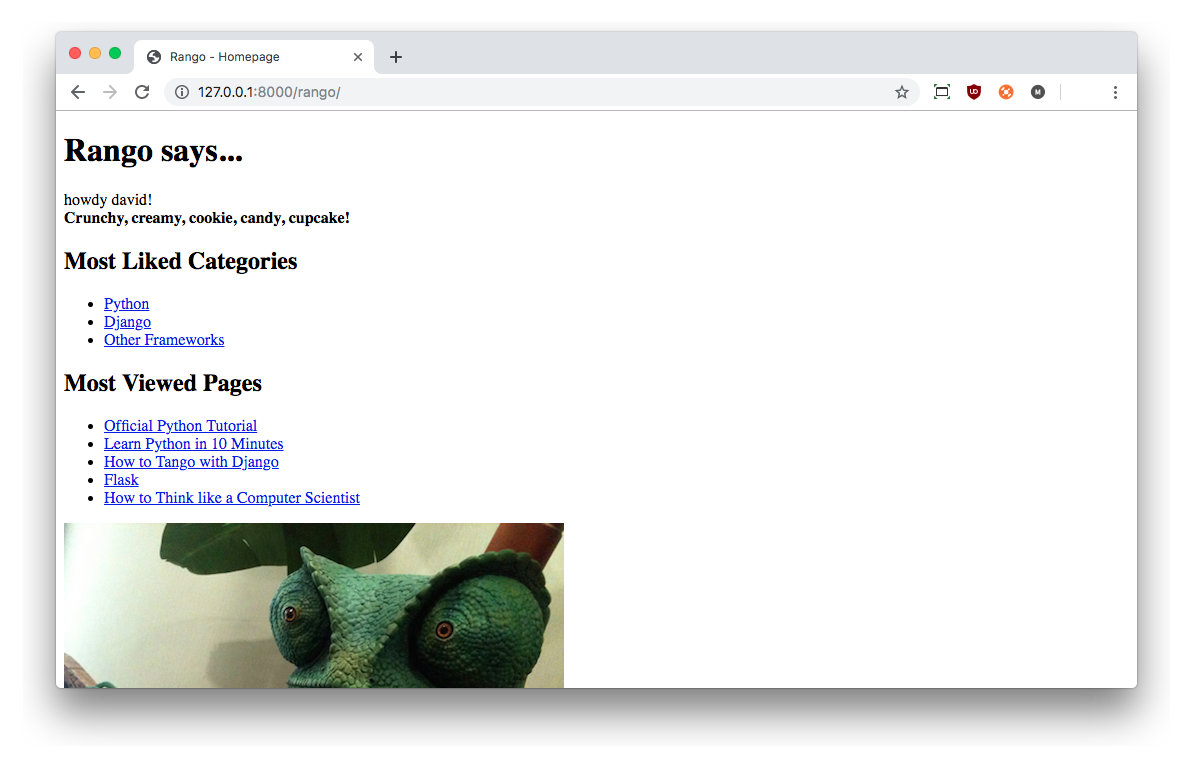 Rango - Homepage
127.0.0.1:8000/rango/
UD
M
Rango says...
howdy david!
Crunchy, creamy, cookie, candy, cupcake!
Most Liked Categories
Python
Django
Other Frameworks
Most Viewed Pages
Official Python Tutorial
Learn Python in 10 Minutes
How to Tango with Django
Flask
How to Think like a Computer Scientist